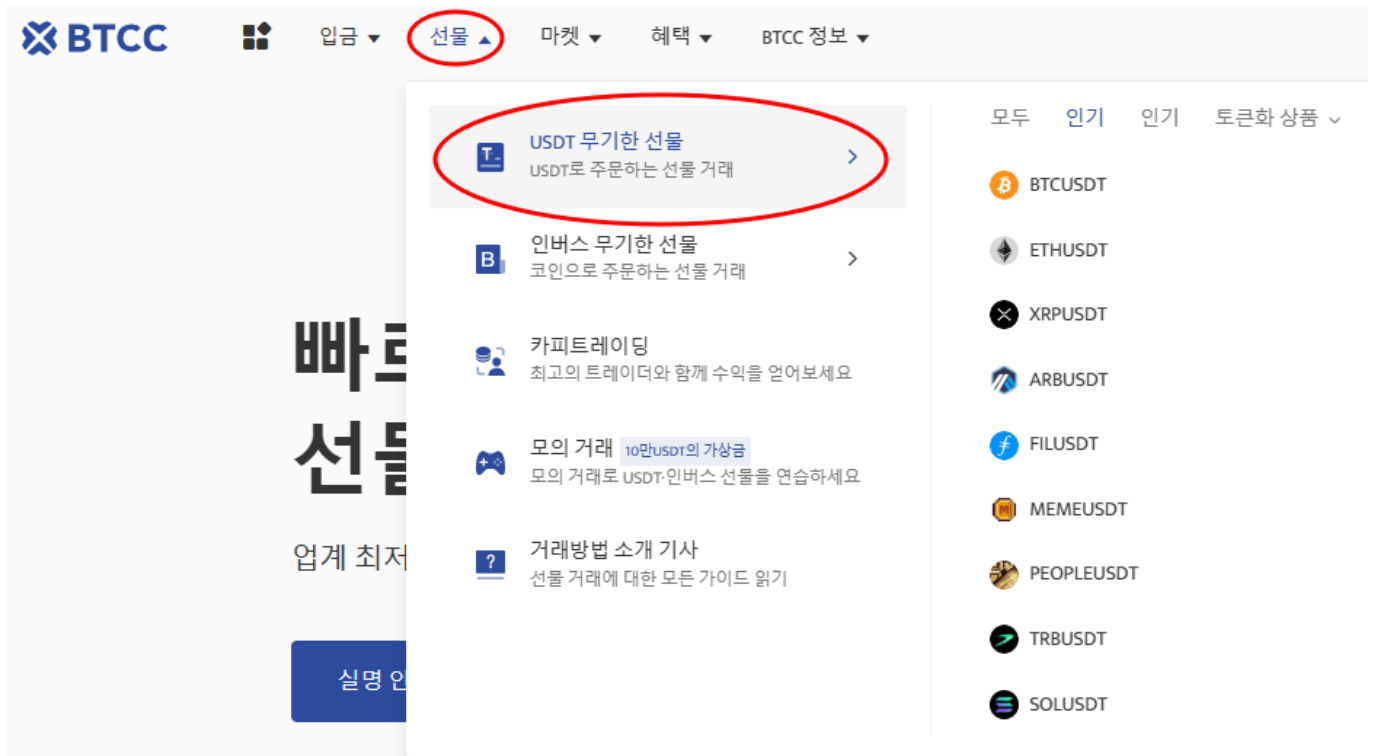 BTCC
입금
선물
마켓
혜택
BTCC 정보
USDT 무기한 선물
USDT로 주문하는 선물 거래
인버스 무기한 선물
코인으로 주문하는 선물 거래
카피트레이딩
최고의 트레이더와 함께 수익을 얻어보세요
모의 거래 10만USDT의 가상금
모의 거래로 USDT·인버스 선물을 연습하세요
거래방법 소개 기사
선물 거래에 대한 모든 가이드 읽기
모두 인기 인기 토큰화 상품
BTCUSDT
ETHUSDT
XRPUSDT
ARBUSDT
FILUSDT
MEMEUSDT
PEOPLEUSDT
TRBUSDT
SOLUSDT
업계 최저
실명